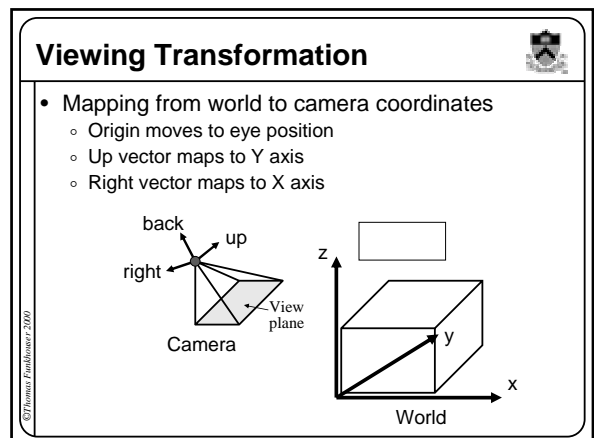 Viewing Transformation
• Mapping from world to camera coordinates
◦ Origin moves to eye position
◦ Up vector maps to Y axis
◦ Right vector maps to X axis
back
up
right
View
plane
Camera
z
y
x
World
©Thomas Funkhouser 2000